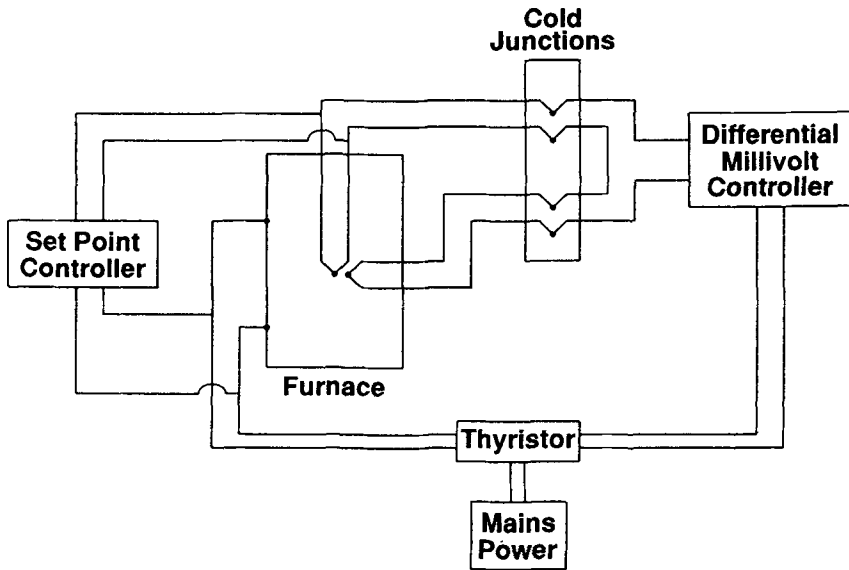 Cold
Junctions
Differential
Millivolt
Controller
Set Point
Controller
Furnace
Thyristor
Mains
Power